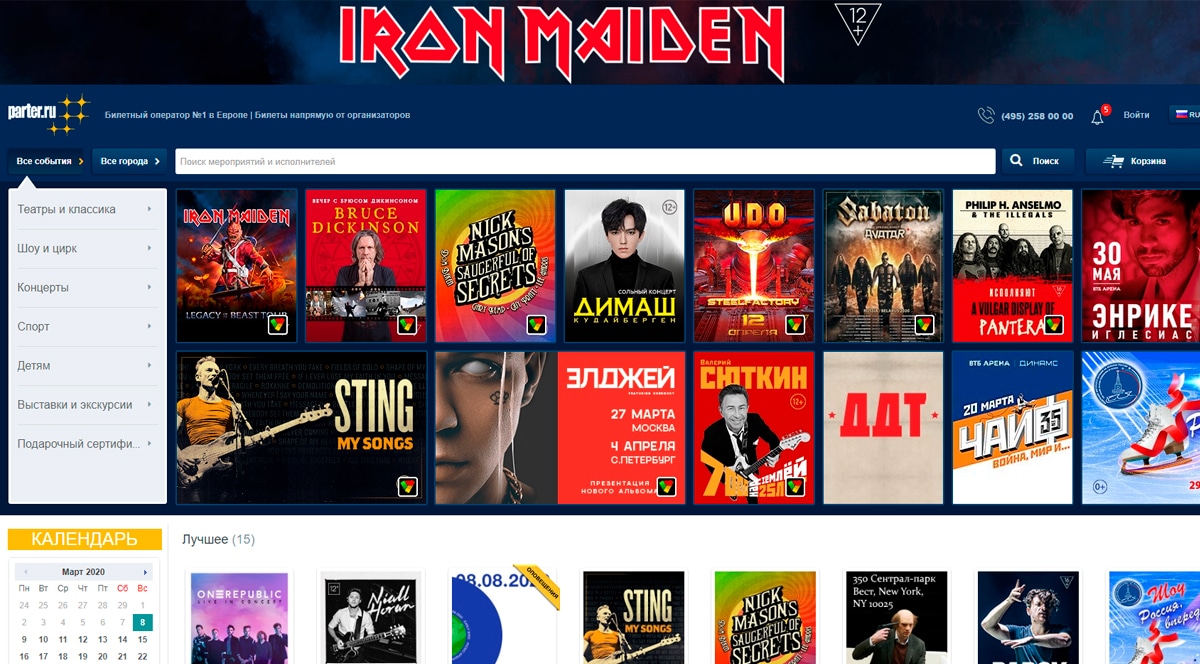 IRON MAIDEN
12
+
parter.ru
Билетный оператор №1 в Европе | Билеты напрямую от организаторов
(495) 258 00 00
5
Войти
RU
Все события
Все города
Поиск мероприятий и исполнителей
Поиск
Корзина
Театры и классика
Шоу и цирк
Концерты
Спорт
Детям
Выставки и экскурсии
Подарочный сертифи...
IRON MAIDEN
LEGACY OF THE BEAST TOUR
ВЕЧЕР С БРЮСОМ ДИКИНСОНОМ
BRUCE
DICKINSON
NICK
MASON'S
SAUCERFUL OF
SECRETS
12+
СОЛЬНЫЙ КОНЦЕРТ
ДИМАШ
КУДАЙБЕРГЕН
U.D.O
STEELFACTORY
12
АПРЕЛЯ
Sabaton
AVATAR
PHILIP H. ANSELMO
& THE ILLEGALS
ИСПОЛНЯЮТ
A VULGAR DISPLAY OF
PANTERA
30
МАЯ
ВТБ АРЕНА
ЭНРИКЕ
ИГЛЕСИАС
STING
MY SONGS
ЭЛДЖЕЙ
27 МАРТА
МОСКВА
4 АПРЕЛЯ
С.ПЕТЕРБУРГ
ПРЕЗЕНТАЦИЯ
НОВОГО АЛЬБОМА
Валерий
СЮТКИН
12+
ДДТ
ВТБ АРЕНА | ДИНАМО
20 МАРТА
ЧАЙФ
35
ВОЙНА, МИР И...
0+
29
КАЛЕНДАРЬ
Лучшее (15)
Март 2020
Пн Вт Ср Чт Пт Сб Вс
24 25 26 27 28 29 1
2 3 4 5 6 7 8
9 10 11 12 13 14 15
16 17 18 19 20 21 22
ONEREPUBLIC
LIVE IN CONCERT
12+
Niall
Horan
08.08.20
ОПОВЕЩЕНИЯ
STING
MY SONGS
NICK
MASON'S
SAUCERFUL OF
SECRETS
350 Сентрал-парк
Вест, New York,
NY 10025
Шоу
Россия,
вперед